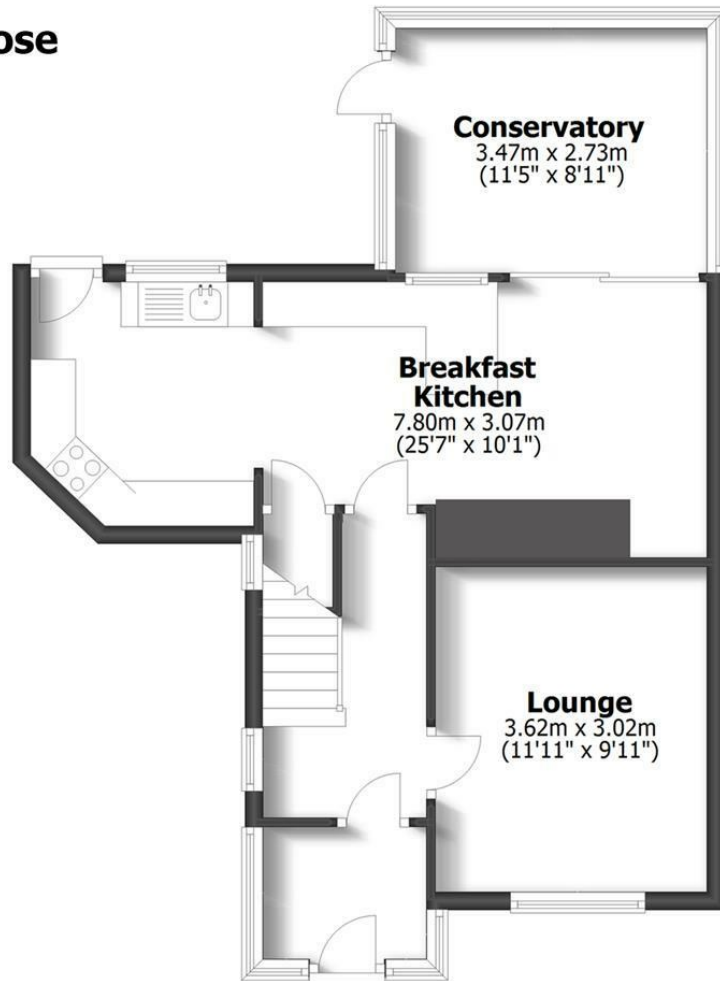 ose
Conservatory
3.47m x 2.73m
(11'5" x 8'11")
Breakfast
Kitchen
7.80m x 3.07m
(25'7" x 10'1")
Lounge
3.62m x 3.02m
(11'11" x 9'11")